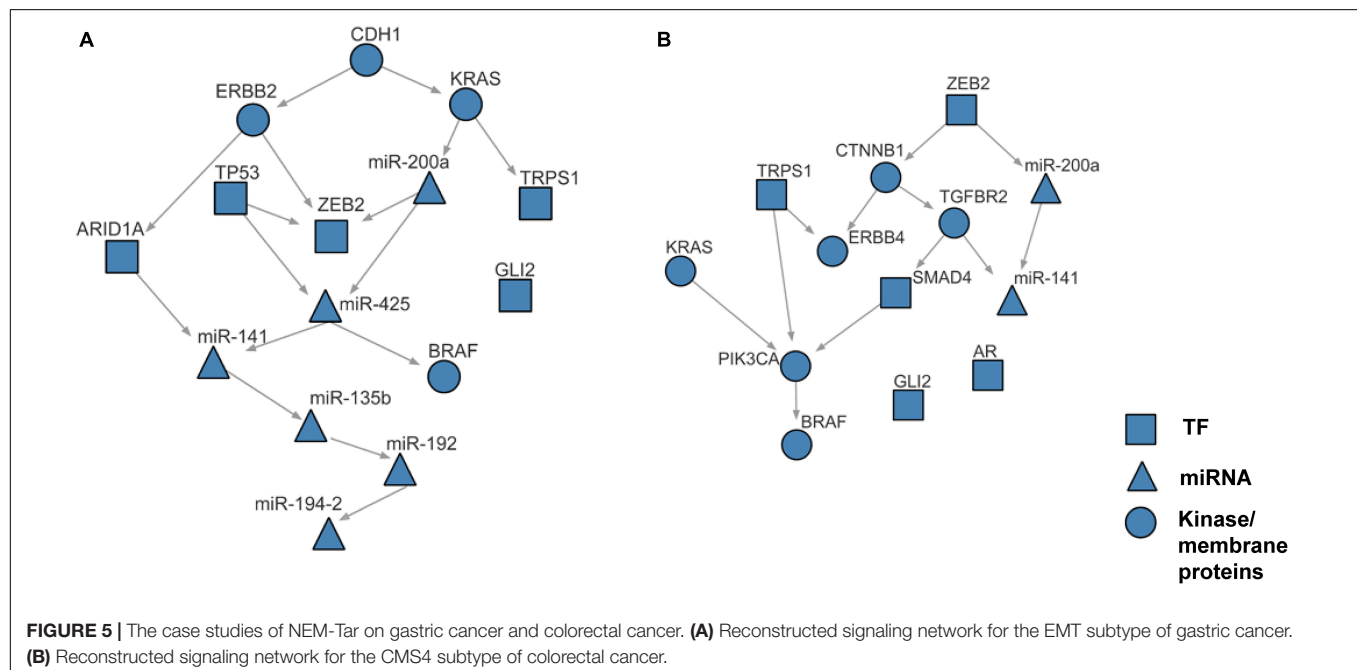 A
CDH1
ERBB2
KRAS
TP53
miR-200a
TRPS1
ZEB2
ARID1A
GLI2
miR-425
miR-141
BRAF
miR-135b
miR-192
miR-194-2
B
ZEB2
CTNNB1
miR-200a
TRPS1
TGFBR2
ERBB4
KRAS
SMAD4
miR-141
PIK3CA
AR
GLI2
BRAF
TF
miRNA
Kinase/
membrane
proteins
FIGURE 5 | The case studies of NEM-Tar on gastric cancer and colorectal cancer. (A) Reconstructed signaling network for the EMT subtype of gastric cancer.
(B) Reconstructed signaling network for the CMS4 subtype of colorectal cancer.